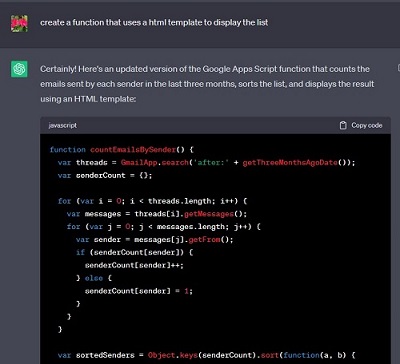 create a function that uses a html template to display the list
Certainly! Here's an updated version of the Google Apps Script function that counts the
emails sent by each sender in the last three months, sorts the list, and displays the result
using an HTML template:
javascript
Copy code
function countEmailsBySender() {
var threads = GmailApp.search('after:' + getThreeMonthsAgoDate());
var senderCount = {};
for (var i = 0; i < threads.length; i++) {
var messages = threads[i].getMessages();
for (var j = 0; j < messages.length; j++) {
var sender = messages[j].getFrom();
if (senderCount[sender]) {
senderCount[sender]++;
} else {
senderCount[sender] = 1;
}
}
}
var sortedSenders = Object.keys(senderCount).sort(function(a, b) {